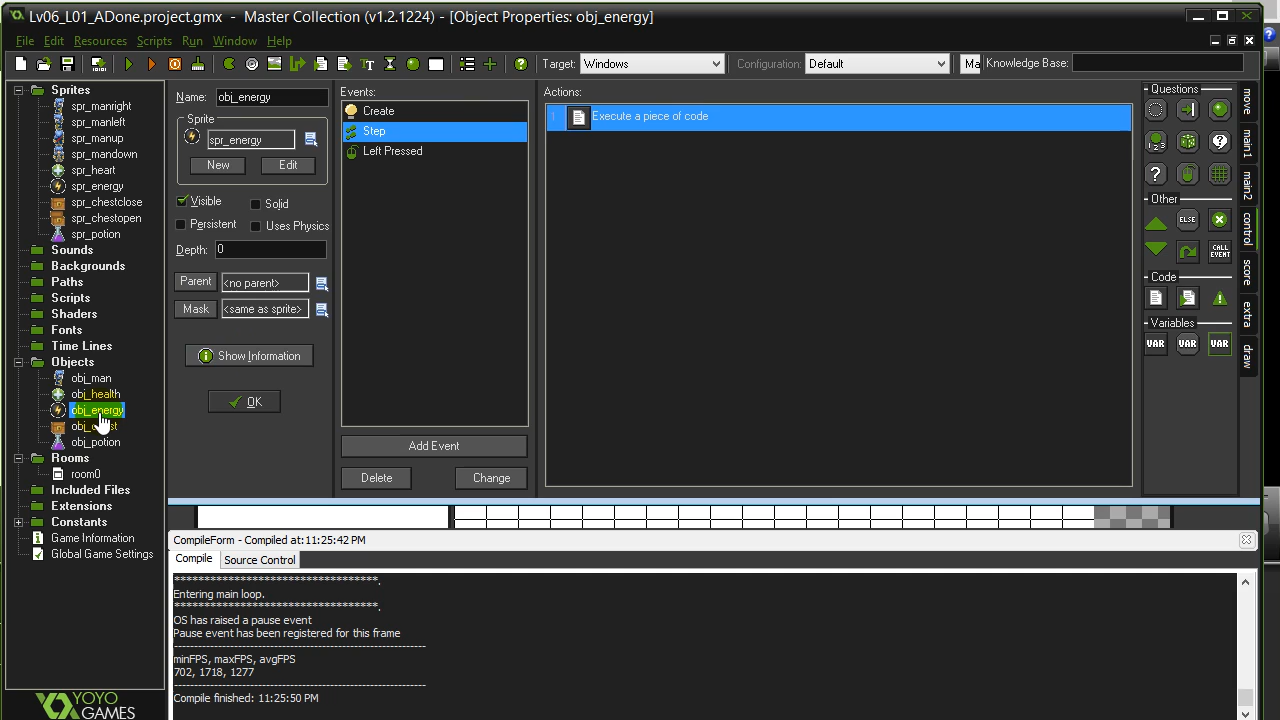 Lv06_L01_ADone.project.gmx - Master Collection (v1.2.1224) - [Object Properties: obj_energy]
File Edit Resources Scripts Run Window Help
Target: Windows Configuration: Default Ma Knowledge Base:
Sprites
spr_manright
spr_manleft
spr_manup
spr_mandown
spr_heart
spr_energy
spr_chestclose
spr_chestopen
spr_potion
Sounds
Backgrounds
Paths
Scripts
Shaders
Fonts
Time Lines
Objects
obj_man
obj_health
obj_energy
obj_potion
Rooms
room0
Included Files
Extensions
Constants
Game Information
Global Game Settings
YOYO
GAMES
Name: obj_energy
Sprite
spr_energy
New Edit
Visible Solid
Persistent Uses Physics
Depth: 0
Parent <no parent>
Mask <same as sprite>
Show Information
OK
Events:
Create
Step
Left Pressed
Add Event
Delete Change
Actions:
1 Execute a piece of code
Questions
Other
ELSE
CALL
EVENT
Code
Variables
VAR VAR VAR
move
main1
main2
control
score
extra
draw
CompileForm - Compiled at:11:25:42 PM
Compile Source Control
***********************************.
Entering main loop.
***********************************.
OS has raised a pause event
Pause event has been registered for this frame
minFPS, maxFPS, avgFPS
702, 1718, 1277
Compile finished: 11:25:50 PM